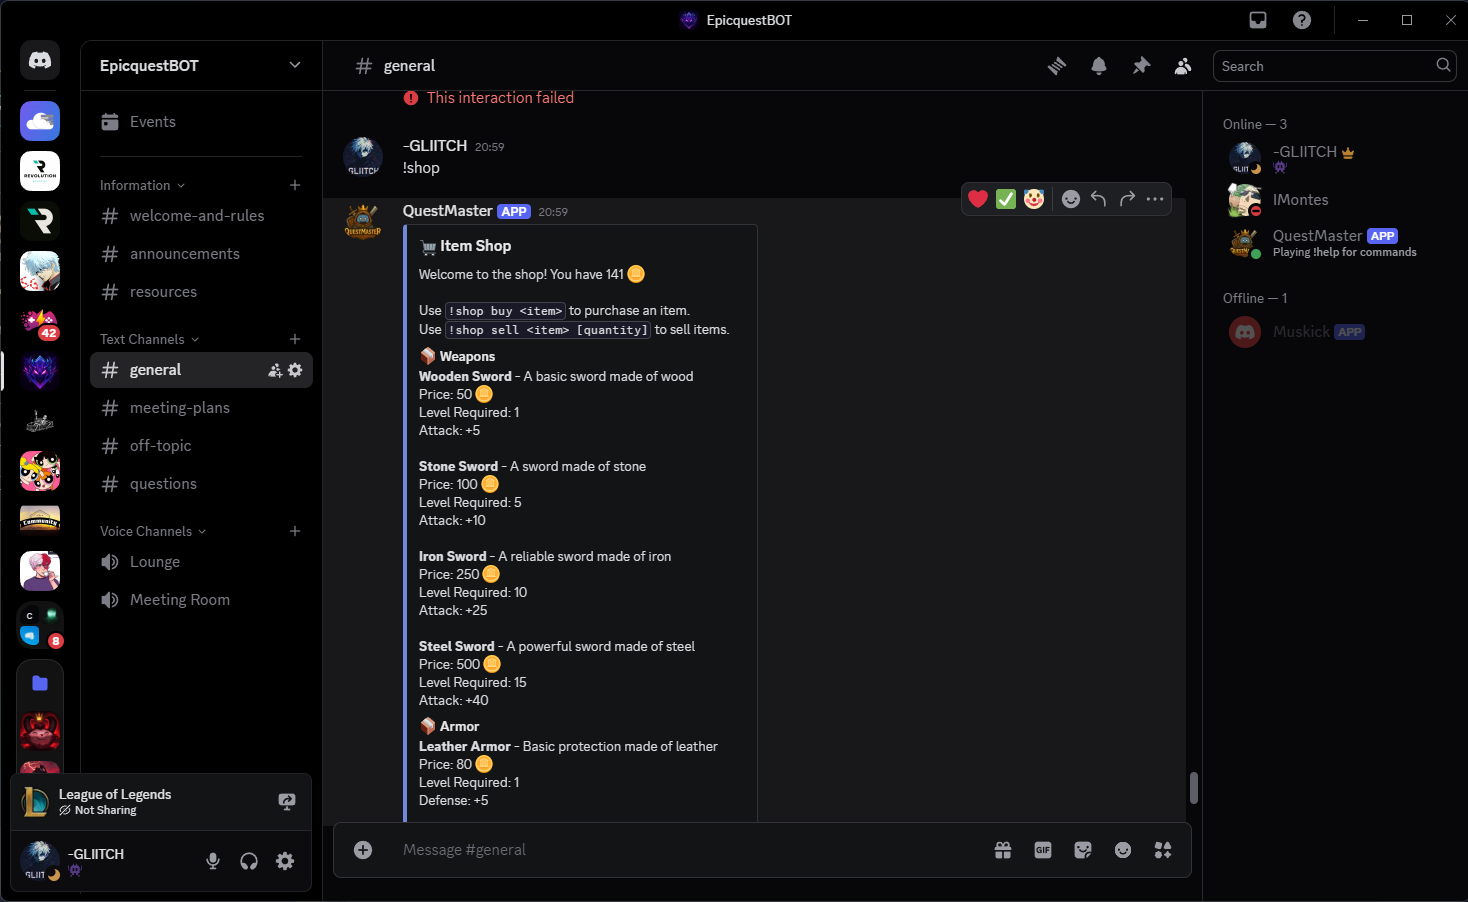 EpicquestBOT
EpicquestBOT
general
Search
Events
Information
welcome-and-rules
announcements
resources
Text Channels
general
meeting-plans
off-topic
questions
Voice Channels
Lounge
Meeting Room
REVOLUTION
42
Community
C
8
League of Legends
Not Sharing
-GLIITCH
This interaction failed
GLIITCH
-GLIITCH 20:59
!shop
QUESTMASTER
QuestMaster APP 20:59
Item Shop
Welcome to the shop! You have 141
Use !shop buy <item> to purchase an item.
Use !shop sell <item> [quantity] to sell items.
Weapons
Wooden Sword - A basic sword made of wood
Price: 50
Level Required: 1
Attack: +5
Stone Sword - A sword made of stone
Price: 100
Level Required: 5
Attack: +10
Iron Sword - A reliable sword made of iron
Price: 250
Level Required: 10
Attack: +25
Steel Sword - A powerful sword made of steel
Price: 500
Level Required: 15
Attack: +40
Armor
Leather Armor - Basic protection made of leather
Price: 80
Level Required: 1
Defense: +5
Message #general
GIF
Online — 3
-GLIITCH
IMontes
QuestMaster APP
Playing !help for commands
Offline — 1
Muskick APP